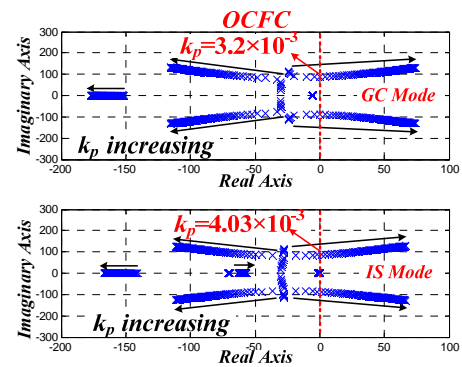 OCFC
kp=3.2×10-3
300
200
100
0
-100
-200
-300
Imaginary Axis
GC Mode
kp increasing
-200 -150 -100 -50 0 50 100
Real Axis
kp=4.03×10-3
300
200
100
0
-100
-200
-300
Imaginary Axis
IS Mode
kp increasing
-200 -150 -100 -50 0 50 100
Real Axis